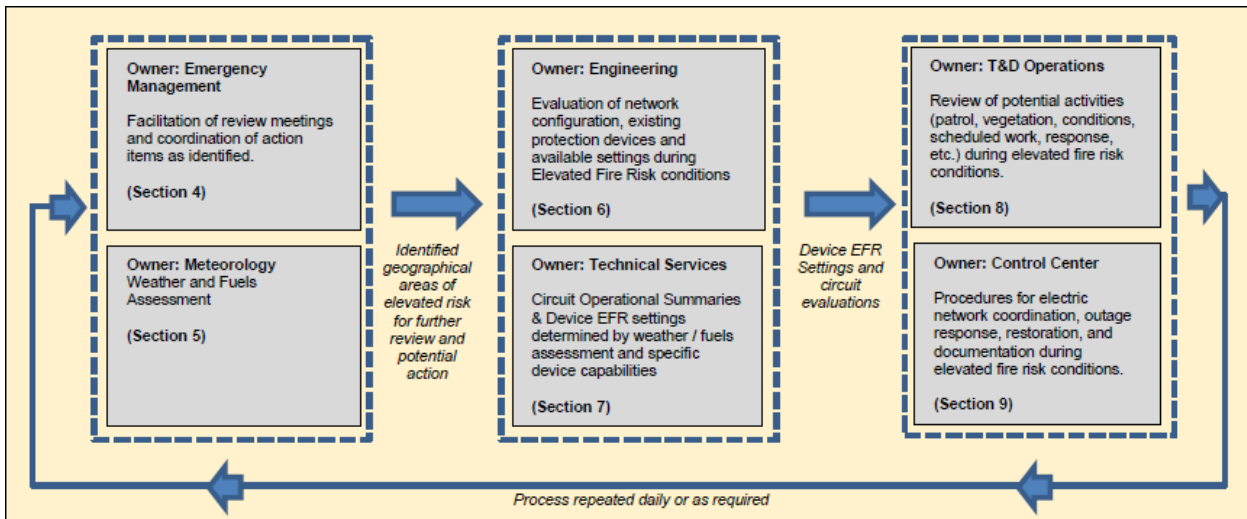 Owner: Emergency
Management
Facilitation of review meetings
and coordination of action
items as identified.
(Section 4)
Owner: Meteorology
Weather and Fuels
Assessment
(Section 5)
Identified
geographical
areas of
elevated risk
for further
review and
potential
action
Owner: Engineering
Evaluation of network
configuration, existing
protection devices and
available settings during
Elevated Fire Risk conditions
(Section 6)
Owner: Technical Services
Circuit Operational Summaries
& Device EFR settings
determined by weather / fuels
assessment and specific
device capabilities
(Section 7)
Device EFR
Settings and
circuit
evaluations
Owner: T&D Operations
Review of potential activities
(patrol, vegetation, conditions,
scheduled work, response,
etc.) during elevated fire risk
conditions.
(Section 8)
Owner: Control Center
Procedures for electric
network coordination, outage
response, restoration, and
documentation during
elevated fire risk conditions.
(Section 9)
Process repeated daily or as required